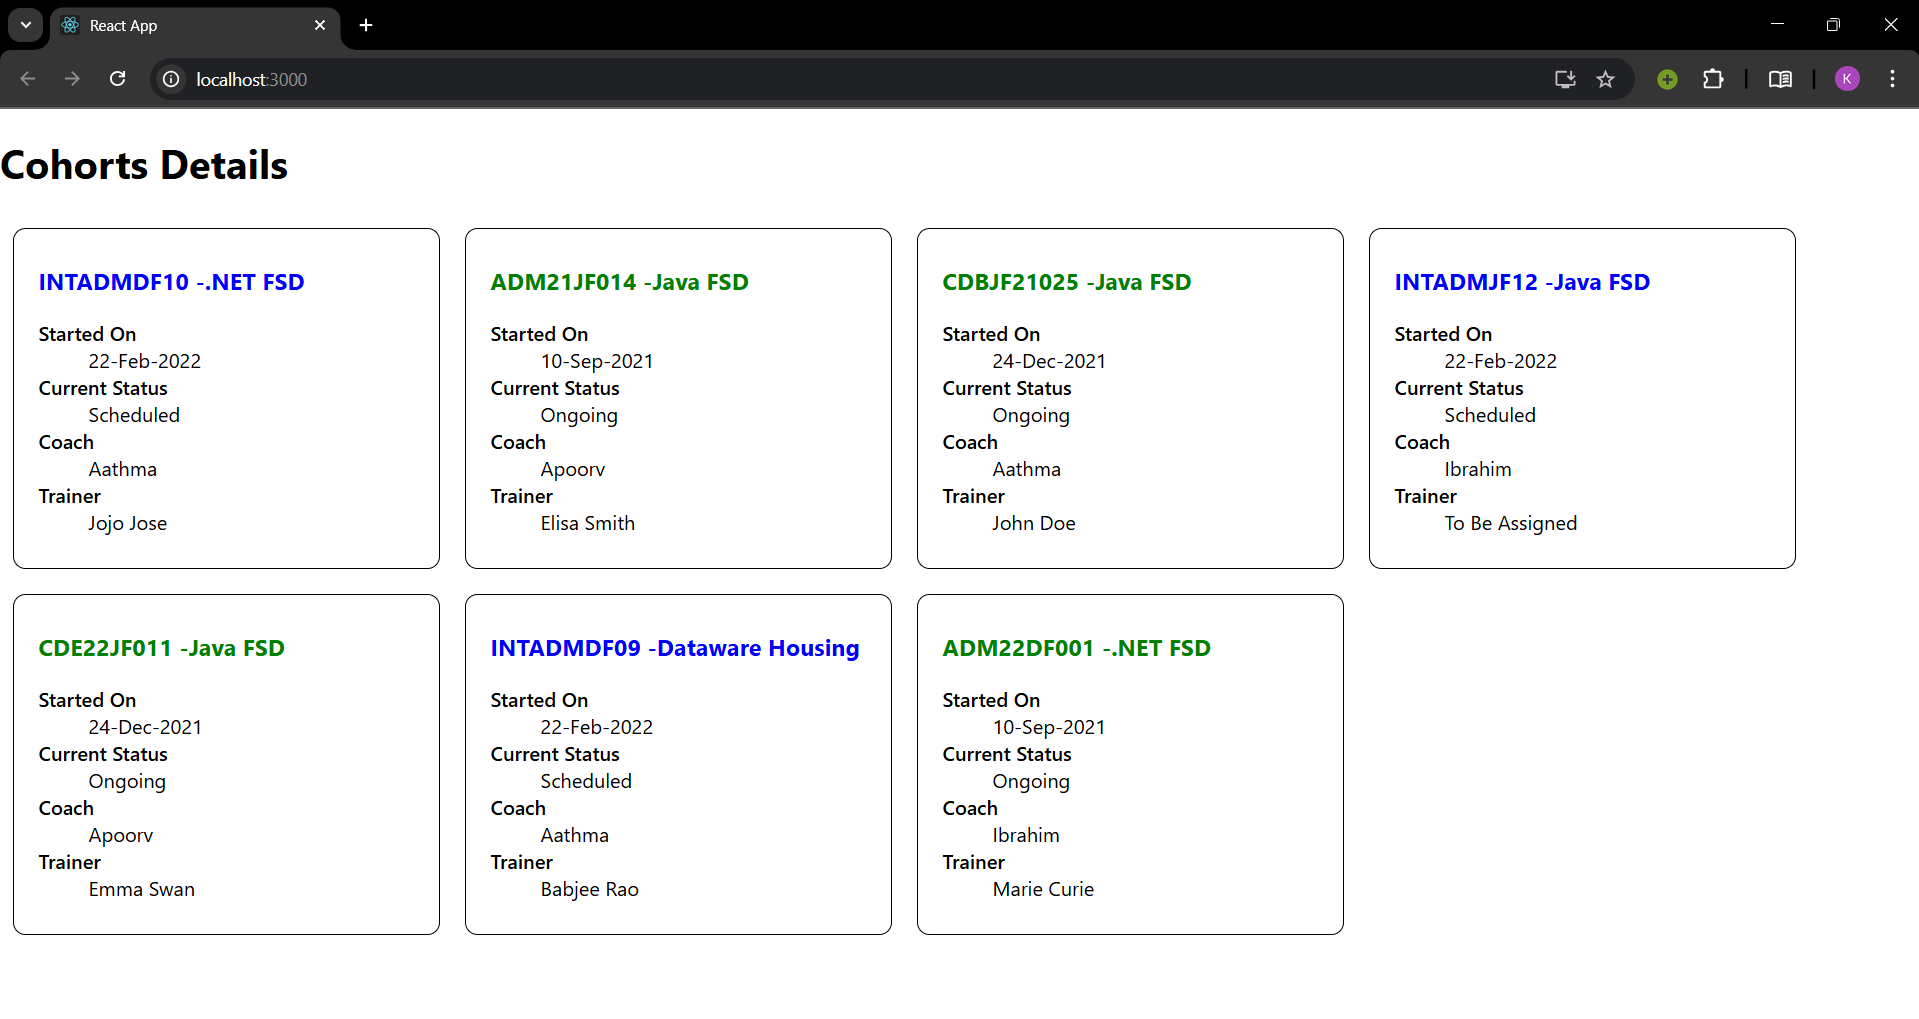 React App
localhost:3000
K
Cohorts Details
INTADMDF10 -.NET FSD
Started On
22-Feb-2022
Current Status
Scheduled
Coach
Aathma
Trainer
Jojo Jose
ADM21JF014 -Java FSD
Started On
10-Sep-2021
Current Status
Ongoing
Coach
Apoorv
Trainer
Elisa Smith
CDBJF21025 -Java FSD
Started On
24-Dec-2021
Current Status
Ongoing
Coach
Aathma
Trainer
John Doe
INTADMJF12 -Java FSD
Started On
22-Feb-2022
Current Status
Scheduled
Coach
Ibrahim
Trainer
To Be Assigned
CDE22JF011 -Java FSD
Started On
24-Dec-2021
Current Status
Ongoing
Coach
Apoorv
Trainer
Emma Swan
INTADMDF09 -Dataware Housing
Started On
22-Feb-2022
Current Status
Scheduled
Coach
Aathma
Trainer
Babjee Rao
ADM22DF001 -.NET FSD
Started On
10-Sep-2021
Current Status
Ongoing
Coach
Ibrahim
Trainer
Marie Curie